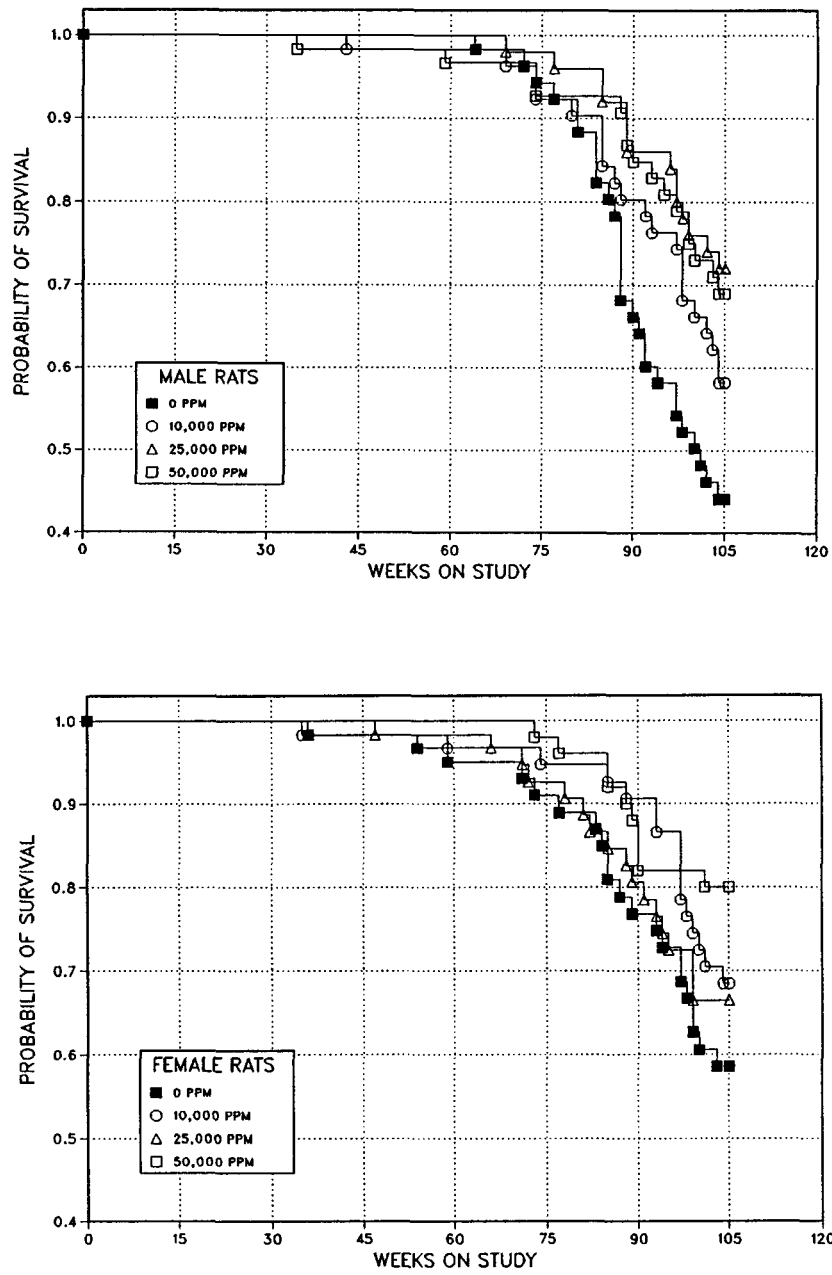 PROBABILITY OF SURVIVAL
1.0
0.9
0.8
0.7
0.6
0.5
0.4
MALE RATS
0 PPM
10,000 PPM
25,000 PPM
50,000 PPM
0 15 30 45 60 75 90 105 120
WEEKS ON STUDY
PROBABILITY OF SURVIVAL
1.0
0.9
0.8
0.7
0.6
0.5
0.4
FEMALE RATS
0 PPM
10,000 PPM
25,000 PPM
50,000 PPM
0 15 30 45 60 75 90 105 120
WEEKS ON STUDY